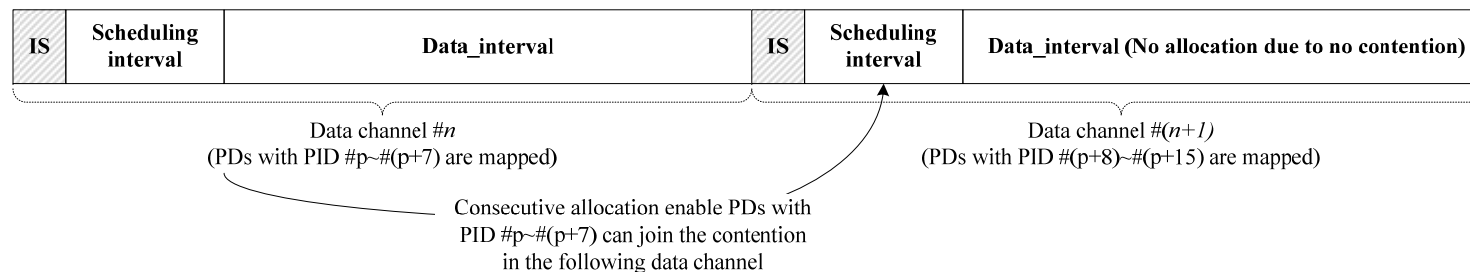 IS
Scheduling
interval
Data_interval
IS
Scheduling
interval
Data_interval (No allocation due to no contention)
Data channel #n
(PDs with PID #p~#(p+7) are mapped)
Data channel #(n+1)
(PDs with PID #(p+8)~#(p+15) are mapped)
Consecutive allocation enable PDs with
PID #p~#(p+7) can join the contention
in the following data channel